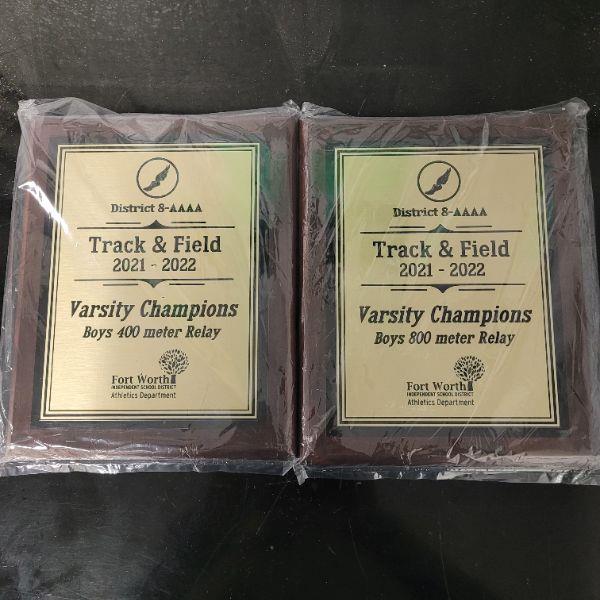 District 8-AAAA
Track & Field
2021 - 2022
Varsity Champions
Boys 400 meter Relay
Fort Worth
INDEPENDENT SCHOOL DISTRICT
Athletics Department
District 8-AAAA
Track & Field
2021 - 2022
Varsity Champions
Boys 800 meter Relay
Fort Worth
INDEPENDENT SCHOOL DISTRICT
Athletics Department